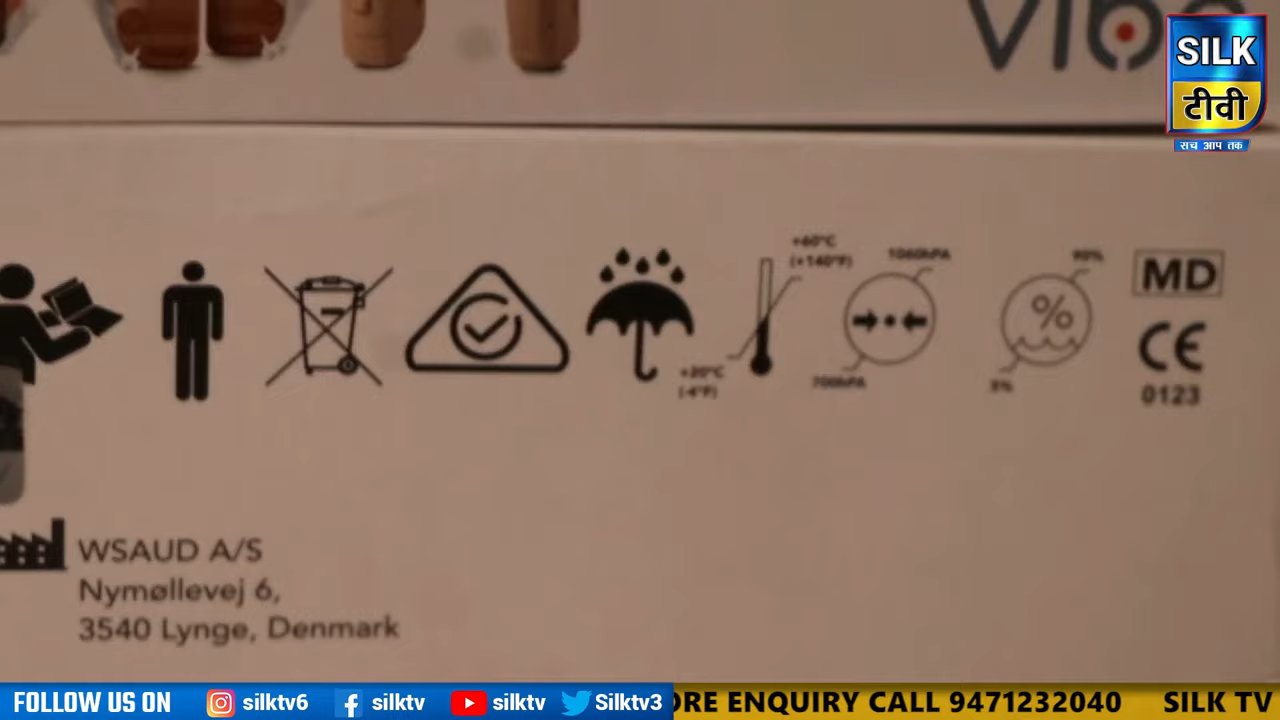 Vibe
SILK
टीवी
सच आप तक
+60°C
(+140°F)
1060hPA
90%
MD
%
CE
0123
(-4°F)
700hPA
5%
WSAUD A/S
Nymøllevej 6,
3540 Lynge, Denmark
FOLLOW US ON silktv6 silktv silktv Silktv3
ORE ENQUIRY CALL 9471232040 SILK TV